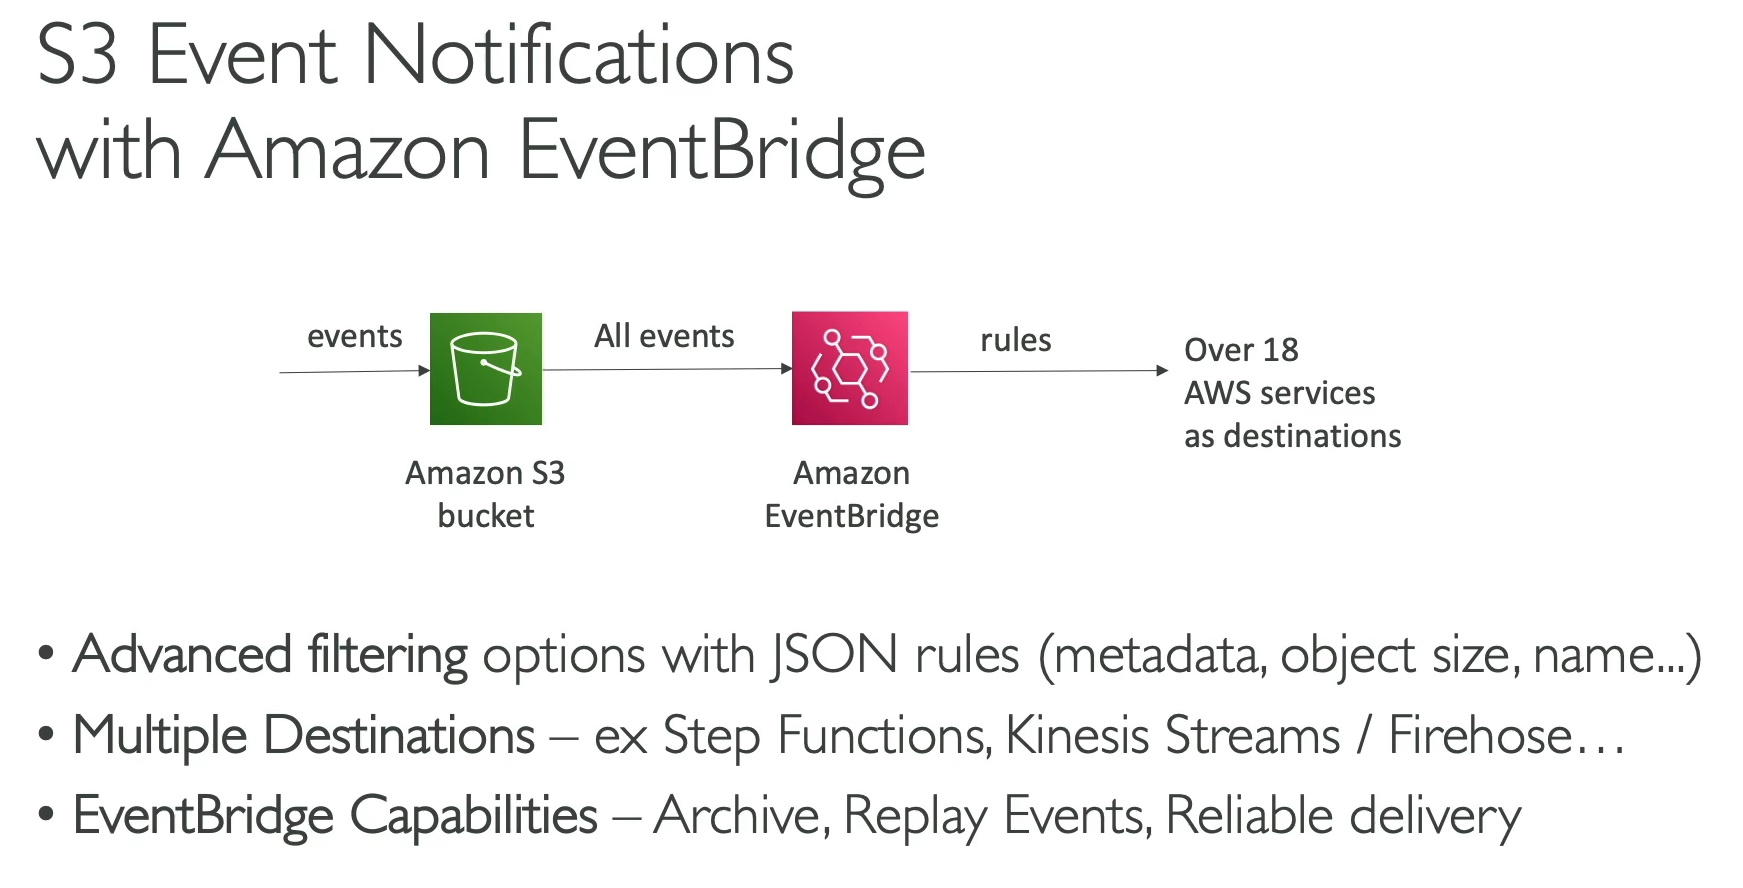 S3 Event Notifications
with Amazon EventBridge
events
All events
rules
Over 18
AWS services
as destinations
Amazon S3
bucket
Amazon
EventBridge
• Advanced filtering options with JSON rules (metadata, object size, name...)
• Multiple Destinations – ex Step Functions, Kinesis Streams / Firehose…
• EventBridge Capabilities – Archive, Replay Events, Reliable delivery